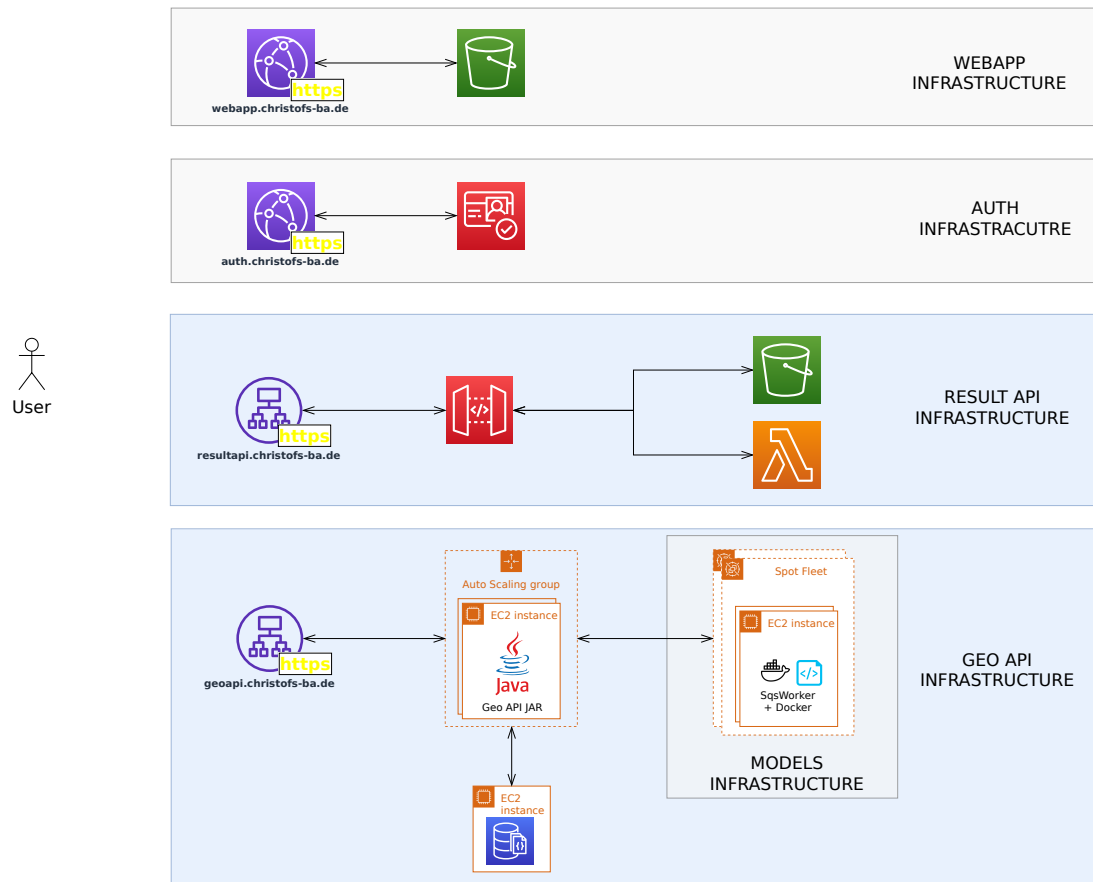 https
webapp.christofs-ba.de
WEBAPP
INFRASTRUCTURE
https
auth.christofs-ba.de
AUTH
INFRASTRACUTRE
User
https
resultapi.christofs-ba.de
RESULT API
INFRASTRUCTURE
https
geoapi.christofs-ba.de
Auto Scaling group
EC2 instance
Java
Geo API JAR
EC2
instance
Spot Fleet
EC2 instance
SqsWorker
+ Docker
MODELS
INFRASTRUCTURE
GEO API
INFRASTRUCTURE